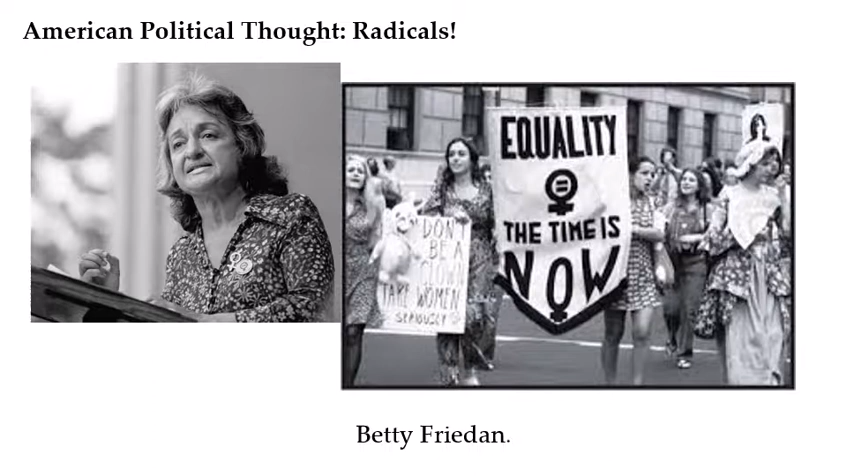 American Political Thought: Radicals!
EQUALITY
THE TIME IS
NOW
DON'T
BE A
CLOWN
TAKE WOMEN
SERIOUSLY
Betty Friedan.